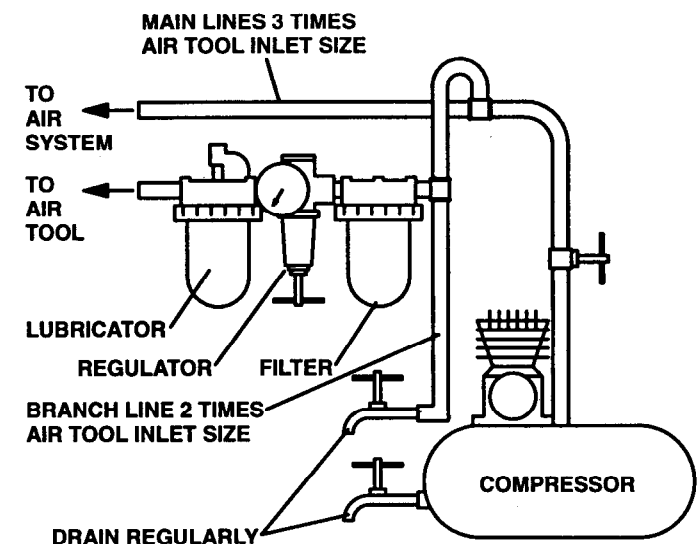 MAIN LINES 3 TIMES
AIR TOOL INLET SIZE
TO
AIR
SYSTEM
TO
AIR
TOOL
LUBRICATOR
REGULATOR
FILTER
BRANCH LINE 2 TIMES
AIR TOOL INLET SIZE
COMPRESSOR
DRAIN REGULARLY